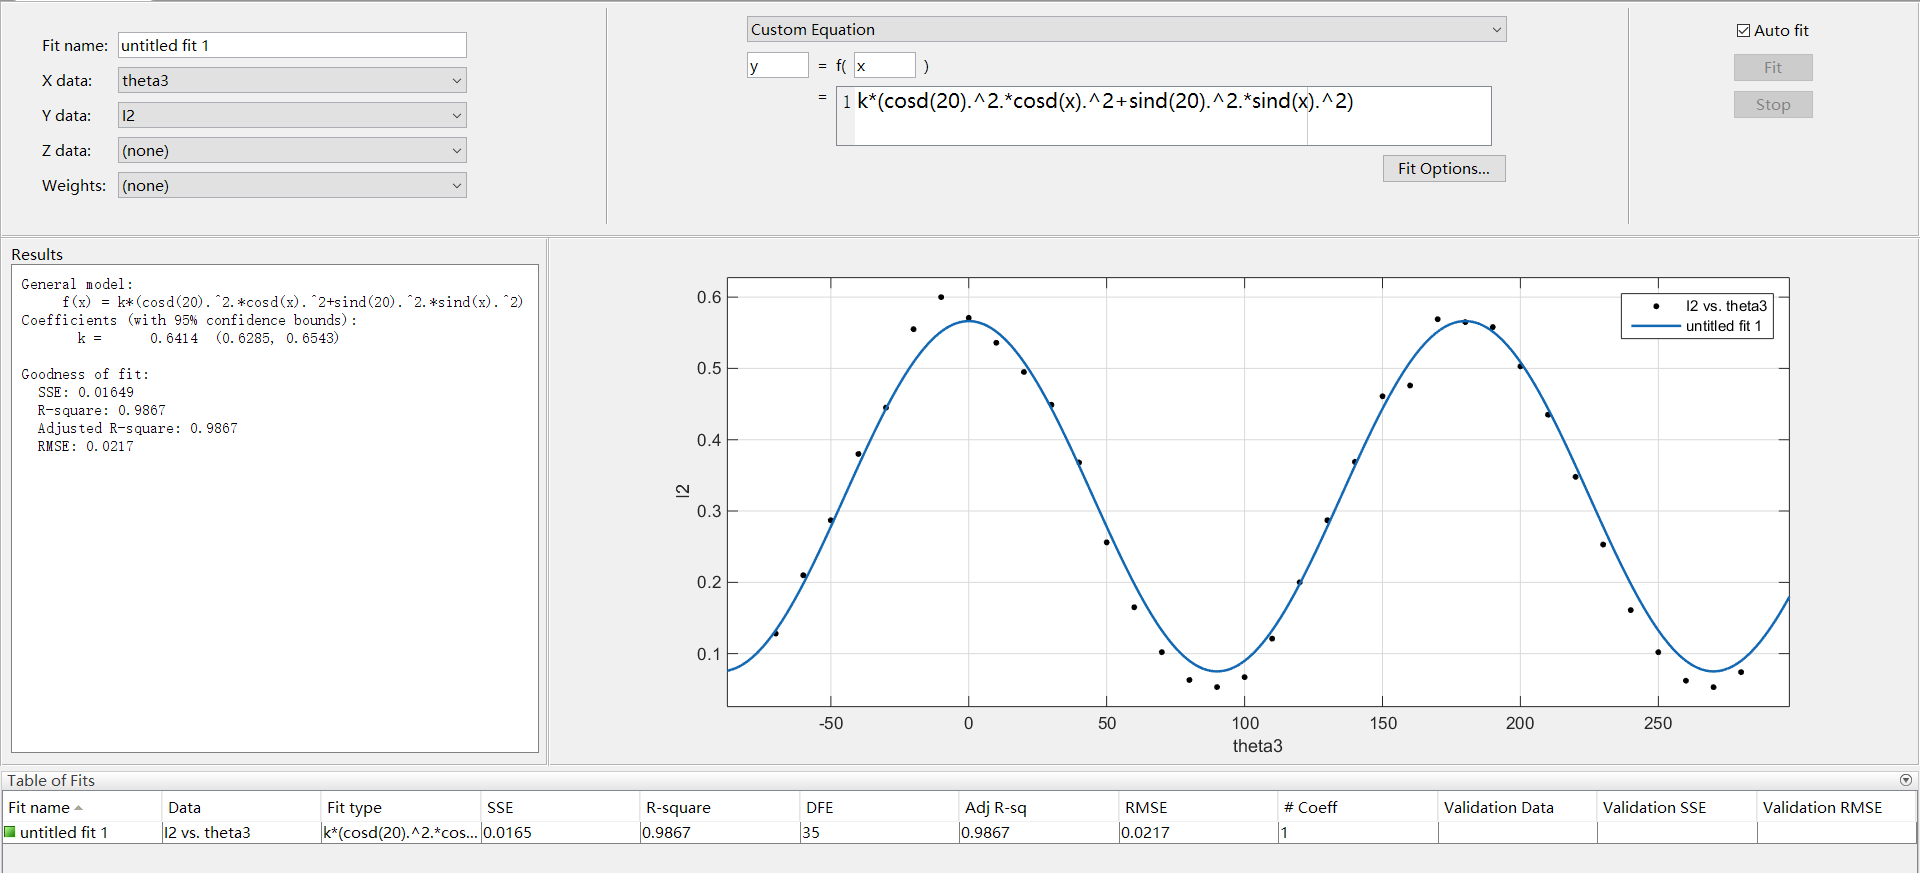 Fit name: untitled fit 1
X data: theta3
Y data: I2
Z data: (none)
Weights: (none)
Custom Equation
y = f( x )
= 1 k*(cosd(20).^2.*cosd(x).^2+sind(20).^2.*sind(x).^2)
Fit Options...
Auto fit
Fit
Stop
Results
General model:
f(x) = k*(cosd(20).^2.*cosd(x).^2+sind(20).^2.*sind(x).^2)
Coefficients (with 95% confidence bounds):
k = 0.6414 (0.6285, 0.6543)
Goodness of fit:
SSE: 0.01649
R-square: 0.9867
Adjusted R-square: 0.9867
RMSE: 0.0217
I2 vs. theta3
untitled fit 1
0.6
0.5
0.4
0.3
0.2
0.1
I2
-50 0 50 100 150 200 250
theta3
Table of Fits
Fit name Data Fit type SSE R-square DFE Adj R-sq RMSE # Coeff Validation Data Validation SSE Validation RMSE
untitled fit 1 I2 vs. theta3 k*(cosd(20).^2.*cos... 0.0165 0.9867 35 0.9867 0.0217 1